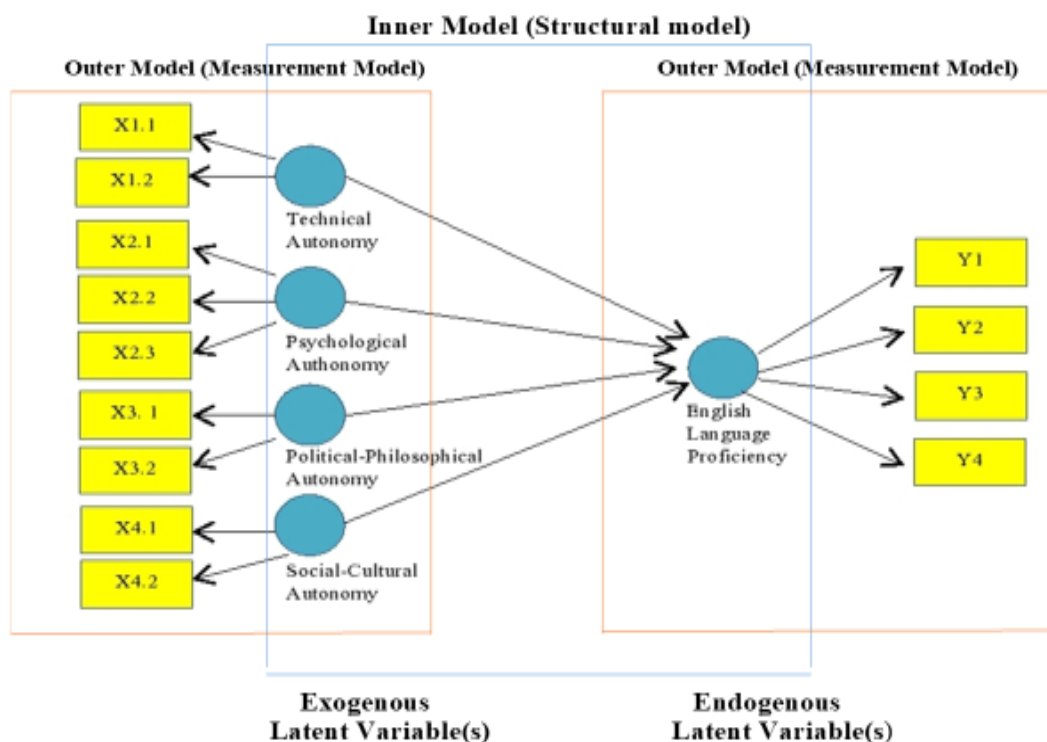 Inner Model (Structural model)
Outer Model (Measurement Model)
Outer Model (Measurement Model)
X1.1
X1.2
Technical
Autonomy
X2.1
X2.2
X2.3
Psychological
Authonomy
X3. 1
X3.2
Political-Philosophical
Autonomy
X4.1
X4.2
Social-Cultural
Autonomy
English
Language
Proficiency
Y1
Y2
Y3
Y4
Exogenous
Latent Variable(s)
Endogenous
Latent Variable(s)